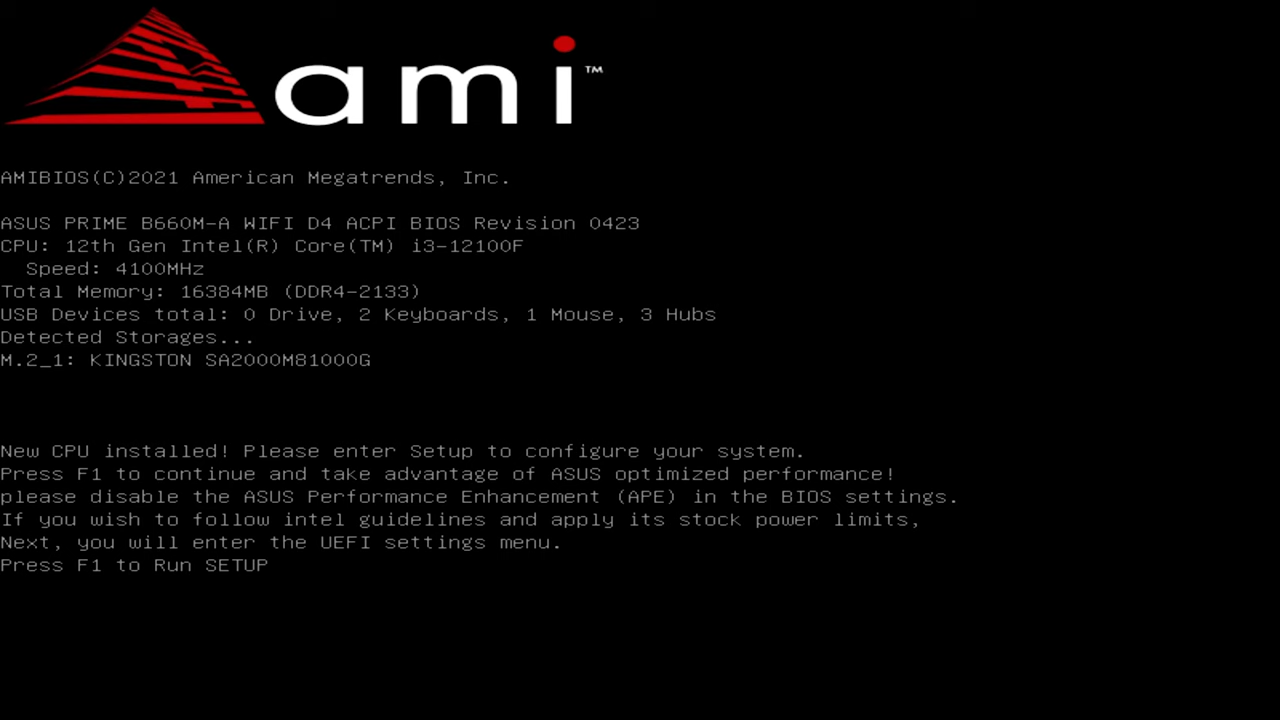 ami™
AMIBIOS(C)2021 American Megatrends, Inc.
ASUS PRIME B660M-A WIFI D4 ACPI BIOS Revision 0423
CPU: 12th Gen Intel(R) Core(TM) i3-12100F
Speed: 4100MHz
Total Memory: 16384MB (DDR4-2133)
USB Devices total: 0 Drive, 2 Keyboards, 1 Mouse, 3 Hubs
Detected Storages...
M.2_1: KINGSTON SA2000M81000G
New CPU installed! Please enter Setup to configure your system.
Press F1 to continue and take advantage of ASUS optimized performance!
please disable the ASUS Performance Enhancement (APE) in the BIOS settings.
If you wish to follow intel guidelines and apply its stock power limits,
Next, you will enter the UEFI settings menu.
Press F1 to Run SETUP